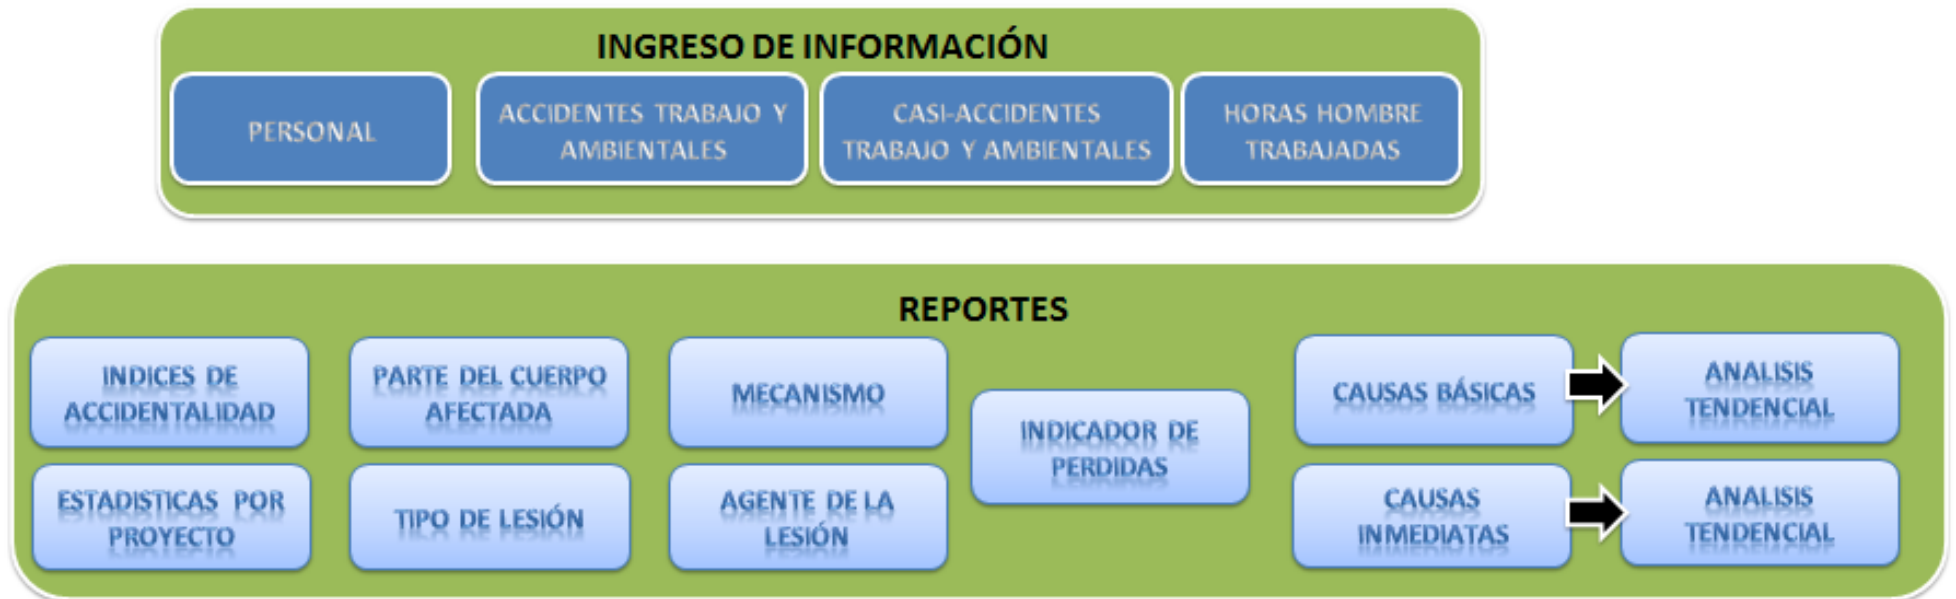 INGRESO DE INFORMACIÓN
PERSONAL
ACCIDENTES TRABAJO Y
AMBIENTALES
CASI-ACCIDENTES
TRABAJO Y AMBIENTALES
HORAS HOMBRE
TRABAJADAS
REPORTES
INDICES DE
ACCIDENTALIDAD
PARTE DEL CUERPO
AFECTADA
MECANISMO
INDICADOR DE
PERDIDAS
CAUSAS BÁSICAS
ANALISIS
TENDENCIAL
ESTADISTICAS POR
PROYECTO
TIPO DE LESIÓN
AGENTE DE LA
LESIÓN
CAUSAS
INMEDIATAS
ANALISIS
TENDENCIAL